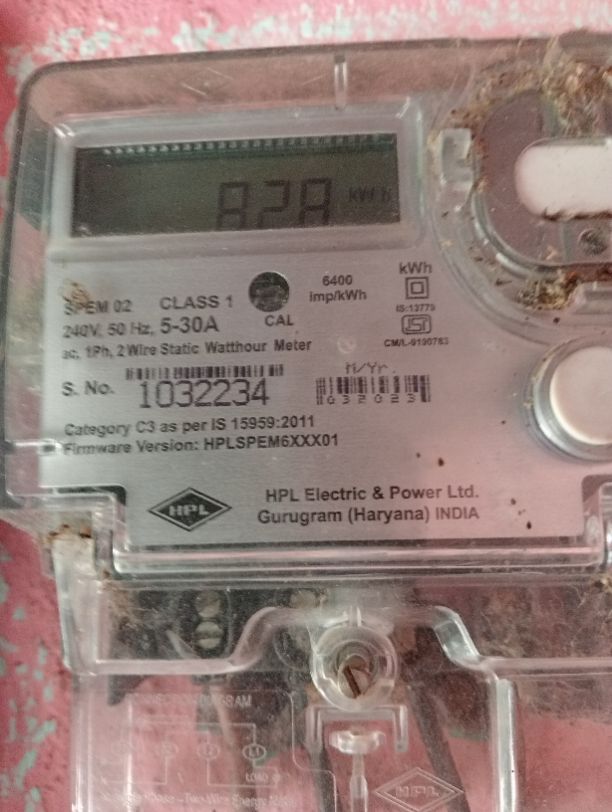 828 kWh
SPEM 02 CLASS 1
6400
imp/kWh
kWh
IS:13779
240V, 50 Hz, 5-30A
CAL
CM/L-9190783
ac, 1Ph, 2 Wire Static Watthour Meter
M/Yr.
S. No. 1032234
032023
Category C3 as per IS 15959:2011
Firmware Version: HPLSPEM6XXX01
HPL
HPL Electric & Power Ltd.
Gurugram (Haryana) INDIA
LOAD
HPL